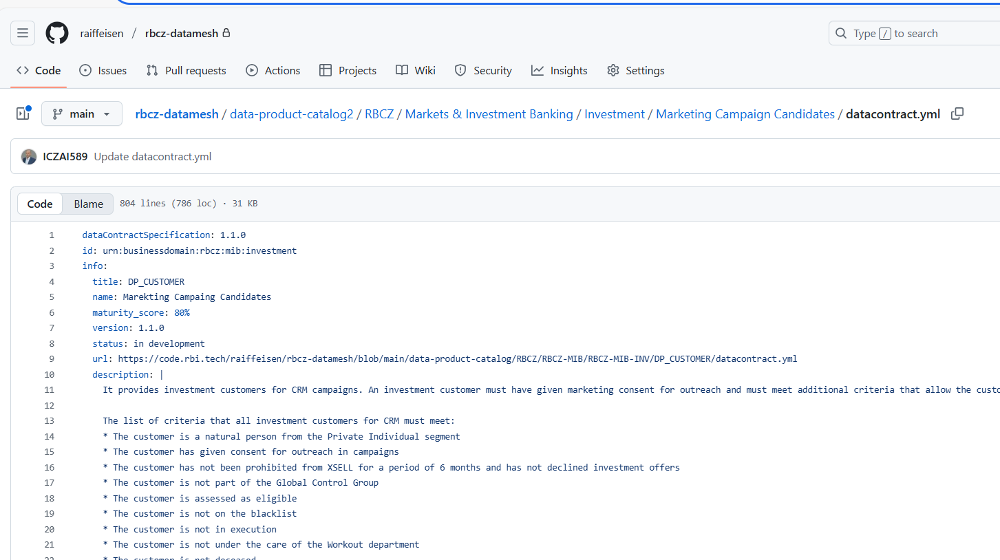 raiffeisen / rbcz-datamesh
Type / to search
Code Issues Pull requests Actions Projects Wiki Security Insights Settings
main rbcz-datamesh / data-product-catalog2 / RBCZ / Markets & Investment Banking / Investment / Marketing Campaign Candidates / datacontract.yml
ICZAI589 Update datacontract.yml
Code Blame 804 lines (786 loc) · 31 KB
1 dataContractSpecification: 1.1.0
2 id: urn:businessdomain:rbcz:mib:investment
3 info:
4 title: DP_CUSTOMER
5 name: Marekting Campaing Candidates
6 maturity_score: 80%
7 version: 1.1.0
8 status: in development
9 url: https://code.rbi.tech/raiffeisen/rbcz-datamesh/blob/main/data-product-catalog/RBCZ/RBCZ-MIB/RBCZ-MIB-INV/DP_CUSTOMER/datacontract.yml
10 description: |
11 It provides investment customers for CRM campaigns. An investment customer must have given marketing consent for outreach and must meet additional criteria that allow the custo
12
13 The list of criteria that all investment customers for CRM must meet:
14 * The customer is a natural person from the Private Individual segment
15 * The customer has given consent for outreach in campaigns
16 * The customer has not been prohibited from XSELL for a period of 6 months and has not declined investment offers
17 * The customer is not part of the Global Control Group
18 * The customer is assessed as eligible
19 * The customer is not on the blacklist
20 * The customer is not in execution
21 * The customer is not under the care of the Workout department
22 * The customer is not deceased